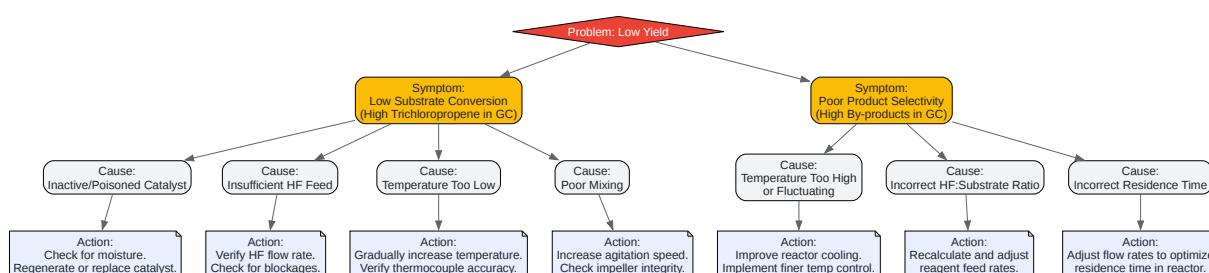 Problem: Low Yield
Symptom:
Low Substrate Conversion
(High Trichloropropene in GC)
Symptom:
Poor Product Selectivity
(High By-products in GC)
Cause:
Inactive/Poisoned Catalyst
Cause:
Insufficient HF Feed
Cause:
Temperature Too Low
Cause:
Poor Mixing
Cause:
Temperature Too High
or Fluctuating
Cause:
Incorrect HF:Substrate Ratio
Cause:
Incorrect Residence Time
Action:
Check for moisture.
Regenerate or replace catalyst.
Action:
Verify HF flow rate.
Check for blockages.
Action:
Gradually increase temperature.
Verify thermocouple accuracy.
Action:
Increase agitation speed.
Check impeller integrity.
Action:
Improve reactor cooling.
Implement finer temp control.
Action:
Recalculate and adjust
reagent feed rates.
Action:
Adjust flow rates to optimize
residence time in reactor.